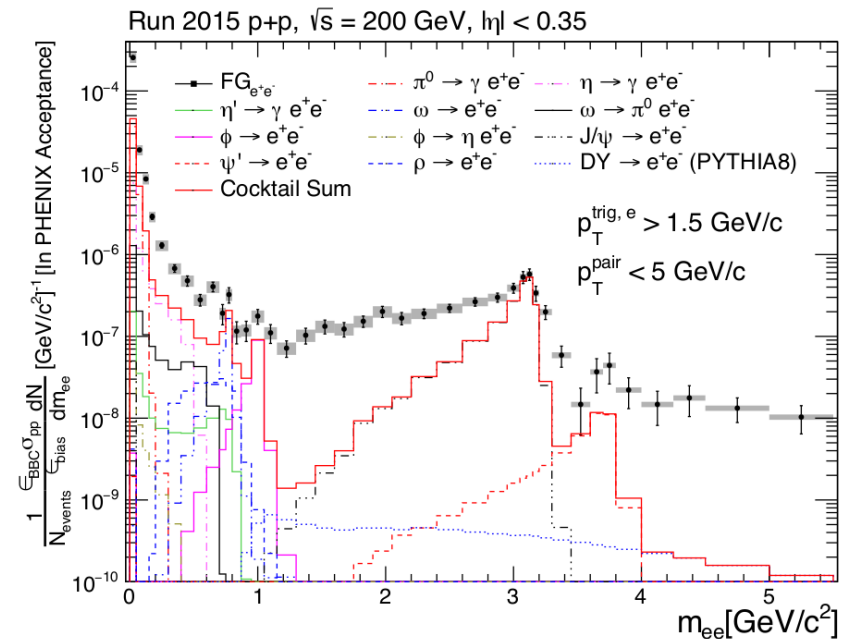 Run 2015 p+p, √s = 200 GeV, |η| < 0.35
FG e⁺e⁻
π⁰ → γ e⁺e⁻
η → γ e⁺e⁻
η' → γ e⁺e⁻
ω → e⁺e⁻
ω → π⁰ e⁺e⁻
φ → e⁺e⁻
φ → η e⁺e⁻
J/ψ → e⁺e⁻
ψ' → e⁺e⁻
ρ → e⁺e⁻
DY → e⁺e⁻ (PYTHIA8)
Cocktail Sum
p_T^{trig, e} > 1.5 GeV/c
p_T^{pair} < 5 GeV/c
1/N_events ϵ_BBC σ_pp/ϵ_bias dN/dm_ee [GeV/c²]⁻¹ [In PHENIX Acceptance]
10⁻⁴
10⁻⁵
10⁻⁶
10⁻⁷
10⁻⁸
10⁻⁹
10⁻¹⁰
0 1 2 3 4 5
m_ee[GeV/c²]